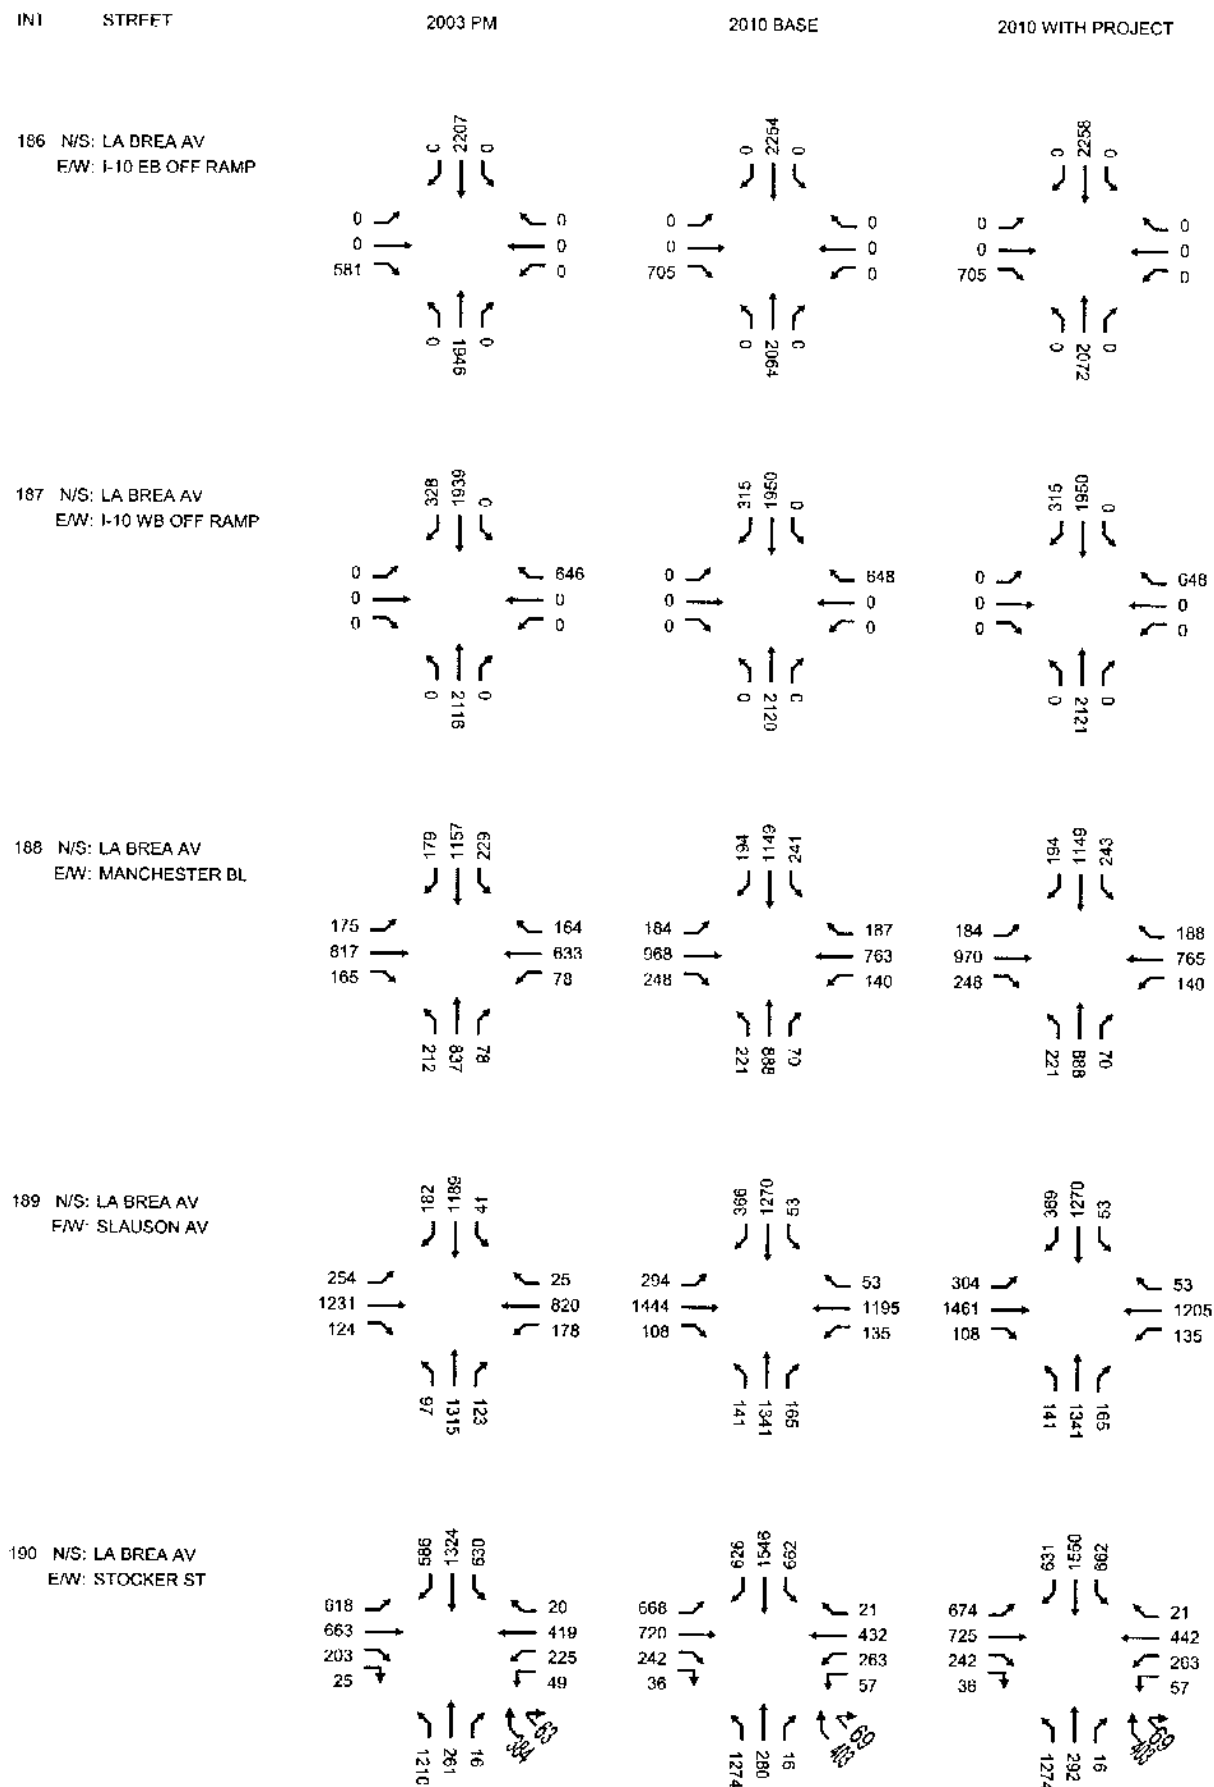 INT STREET 2003 PM 2010 BASE 2010 WITH PROJECT
186 N/S: LA BREA AV
E/W: I-10 EB OFF RAMP
0 2207 0 0 2254 0 0 2258 0
0 0 0 0 0 0
0 0 0 0 0 0
581 0 705 0 705 0
0 1946 0 0 2064 0 0 2072 0
187 N/S: LA BREA AV
E/W: I-10 WB OFF RAMP
328 1939 0 315 1950 0 315 1950 0
0 646 0 648 0 648
0 0 0 0 0 0
0 0 0 0 0 0
0 2116 0 0 2120 0 0 2121 0
188 N/S: LA BREA AV
E/W: MANCHESTER BL
179 1157 229 194 1149 241 194 1149 243
175 164 184 187 184 188
817 633 968 763 970 765
165 78 248 140 248 140
212 837 78 221 888 70 221 888 70
189 N/S: LA BREA AV
E/W: SLAUSON AV
182 1189 41 366 1270 53 369 1270 53
254 25 294 53 304 53
1231 820 1444 1195 1461 1205
124 178 108 135 108 135
97 1315 123 141 1341 165 141 1341 165
190 N/S: LA BREA AV
E/W: STOCKER ST
1324 626 1546 662 631 1560 662
618 20 668 21 674 21
663 419 720 432 725 442
203 225 242 263 242 263
25 49 36 57 36 57
384 63 403 69 403 69
1210 261 16 1274 280 16 1274 292 16